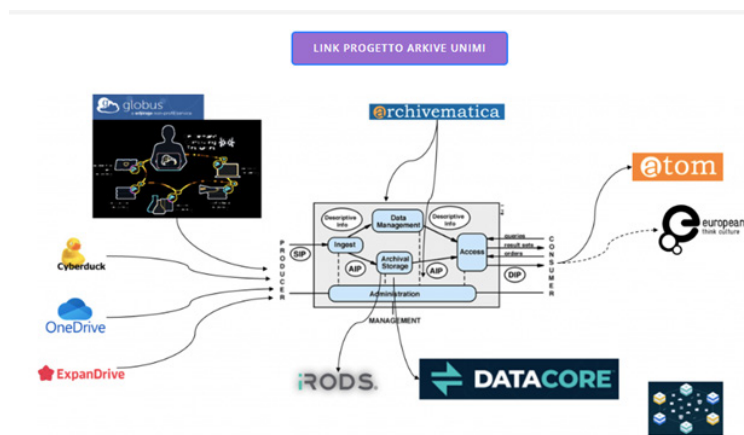 LINK PROGETTO ARKIVE UNIMI
globus
archivematica
atom
european
think culture
Descriptive
Info
Data
Management
Descriptive
Info
queries
result sets
orders
PRODUCER
SIP
Ingest
Access
CONSUMER
Archival
Storage
AIP
AIP
DIP
Administration
MANAGEMENT
Cyberduck
OneDrive
ExpanDrive
iRODS.
DATACORE